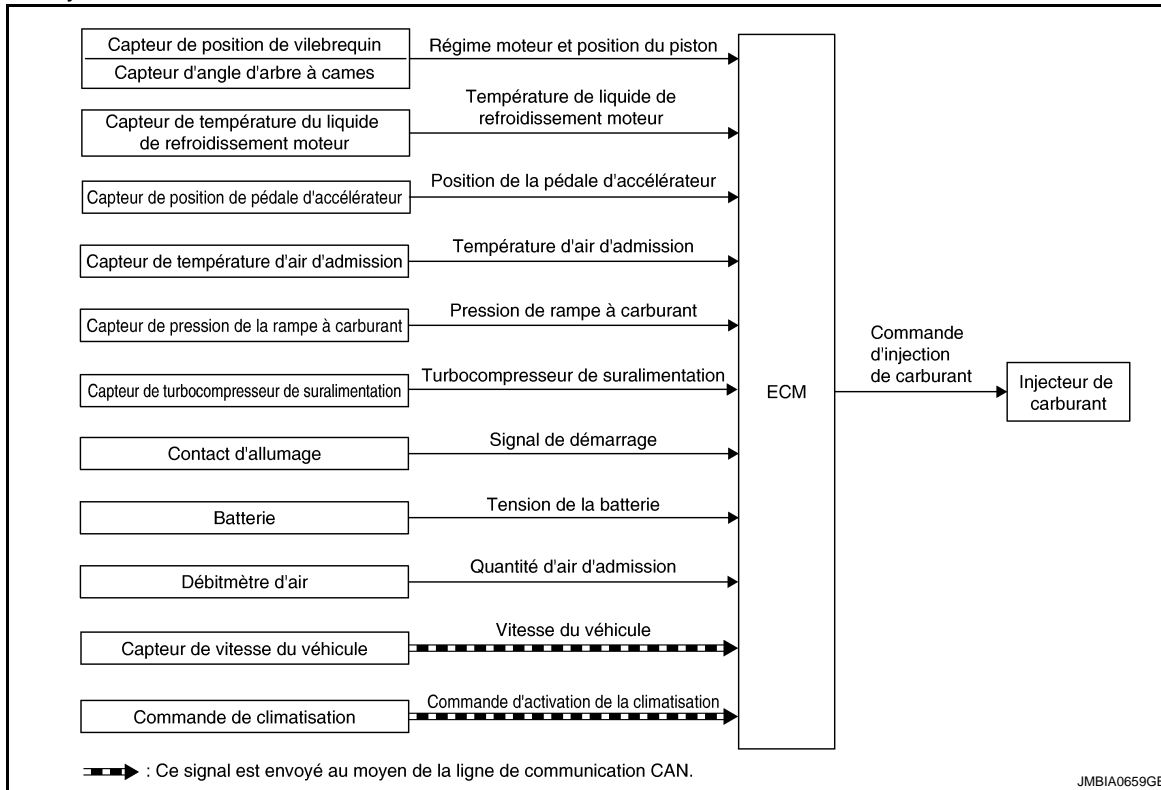 Capteur de position de vilebrequin
Capteur d'angle d'arbre à cames
Régime moteur et position du piston
Capteur de température du liquide
de refroidissement moteur
Température de liquide de
refroidissement moteur
Capteur de position de pédale d'accélérateur
Position de la pédale d'accélérateur
Capteur de température d'air d'admission
Température d'air d'admission
Capteur de pression de la rampe à carburant
Pression de rampe à carburant
Capteur de turbocompresseur de suralimentation
Turbocompresseur de suralimentation
Contact d'allumage
Signal de démarrage
Batterie
Tension de la batterie
Débitmètre d'air
Quantité d'air d'admission
Capteur de vitesse du véhicule
Vitesse du véhicule
Commande de climatisation
Commande d'activation de la climatisation
ECM
Commande
d'injection
de carburant
Injecteur de
carburant
: Ce signal est envoyé au moyen de la ligne de communication CAN.